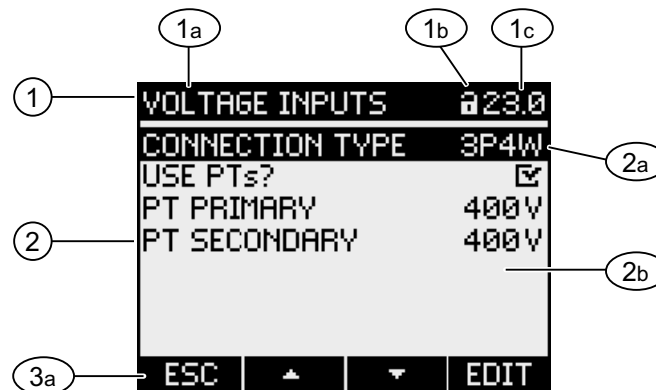 1a 1b 1c
1 VOLTAGE INPUTS 23.0
CONNECTION TYPE 3P4W 2a
USE PTs?
PT PRIMARY 400V
2 PT SECONDARY 400V
2b
3a ESC EDIT